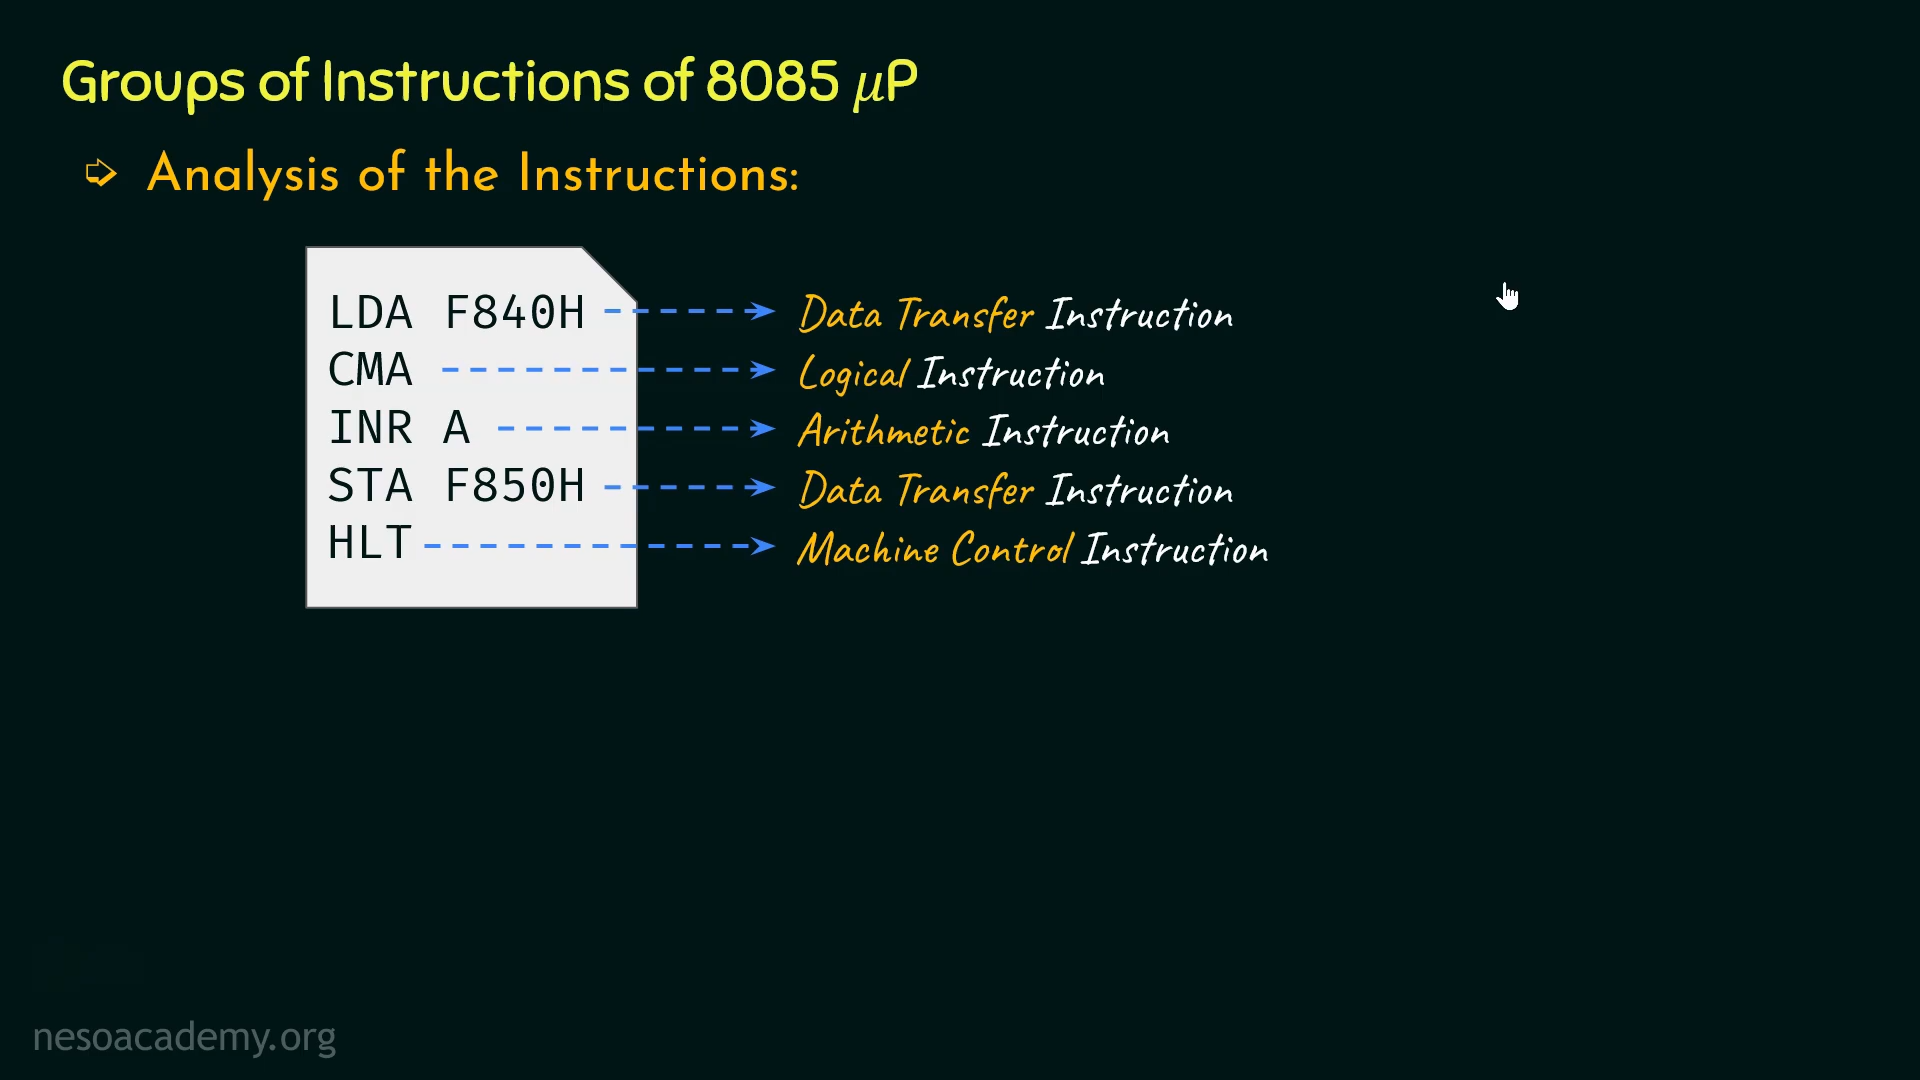 Groups of Instructions of 8085 μP
➩ Analysis of the Instructions:
LDA F840H Data Transfer Instruction
CMA Logical Instruction
INR A Arithmetic Instruction
STA F850H Data Transfer Instruction
HLT Machine Control Instruction
nesoacademy.org